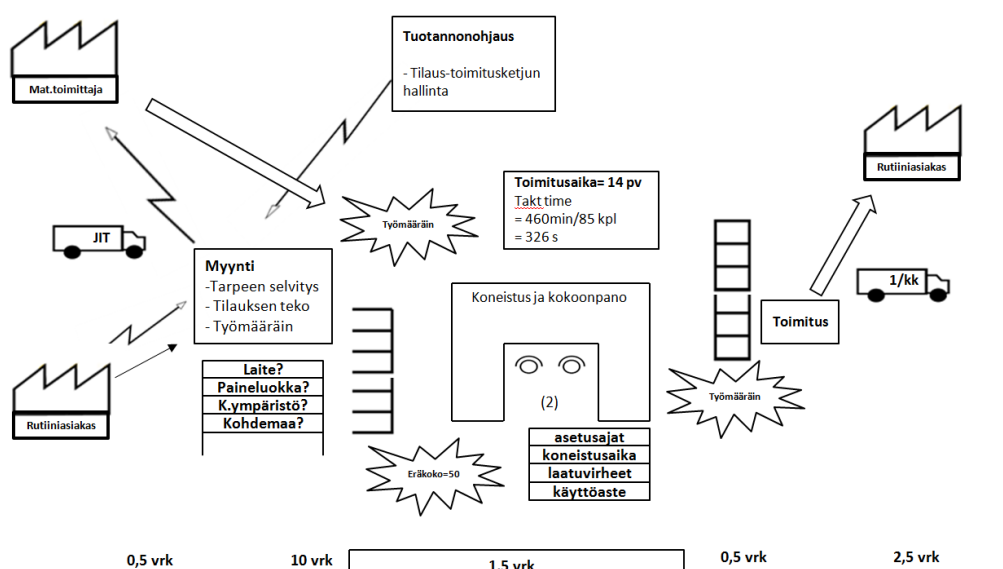 Tuotannonohjaus
- Tilaus-toimitusketjun
hallinta
Mat.toimittaja
Rutiiniasiakas
Toimitusaika= 14 pv
Takt time
= 460min/85 kpl
= 326 s
Työmääräin
JIT
Myynti
-Tarpeen selvitys
- Tilauksen teko
- Työmääräin
Koneistus ja kokoonpano
1/kk
Toimitus
Laite?
Paineluokka?
K.ympäristö?
Kohdemaa?
Rutiiniasiakas
(2)
Työmääräin
asetusajat
koneistusaika
laatuvirheet
käyttöaste
Eräkoko=50
0,5 vrk
10 vrk
1,5 vrk
0,5 vrk
2,5 vrk